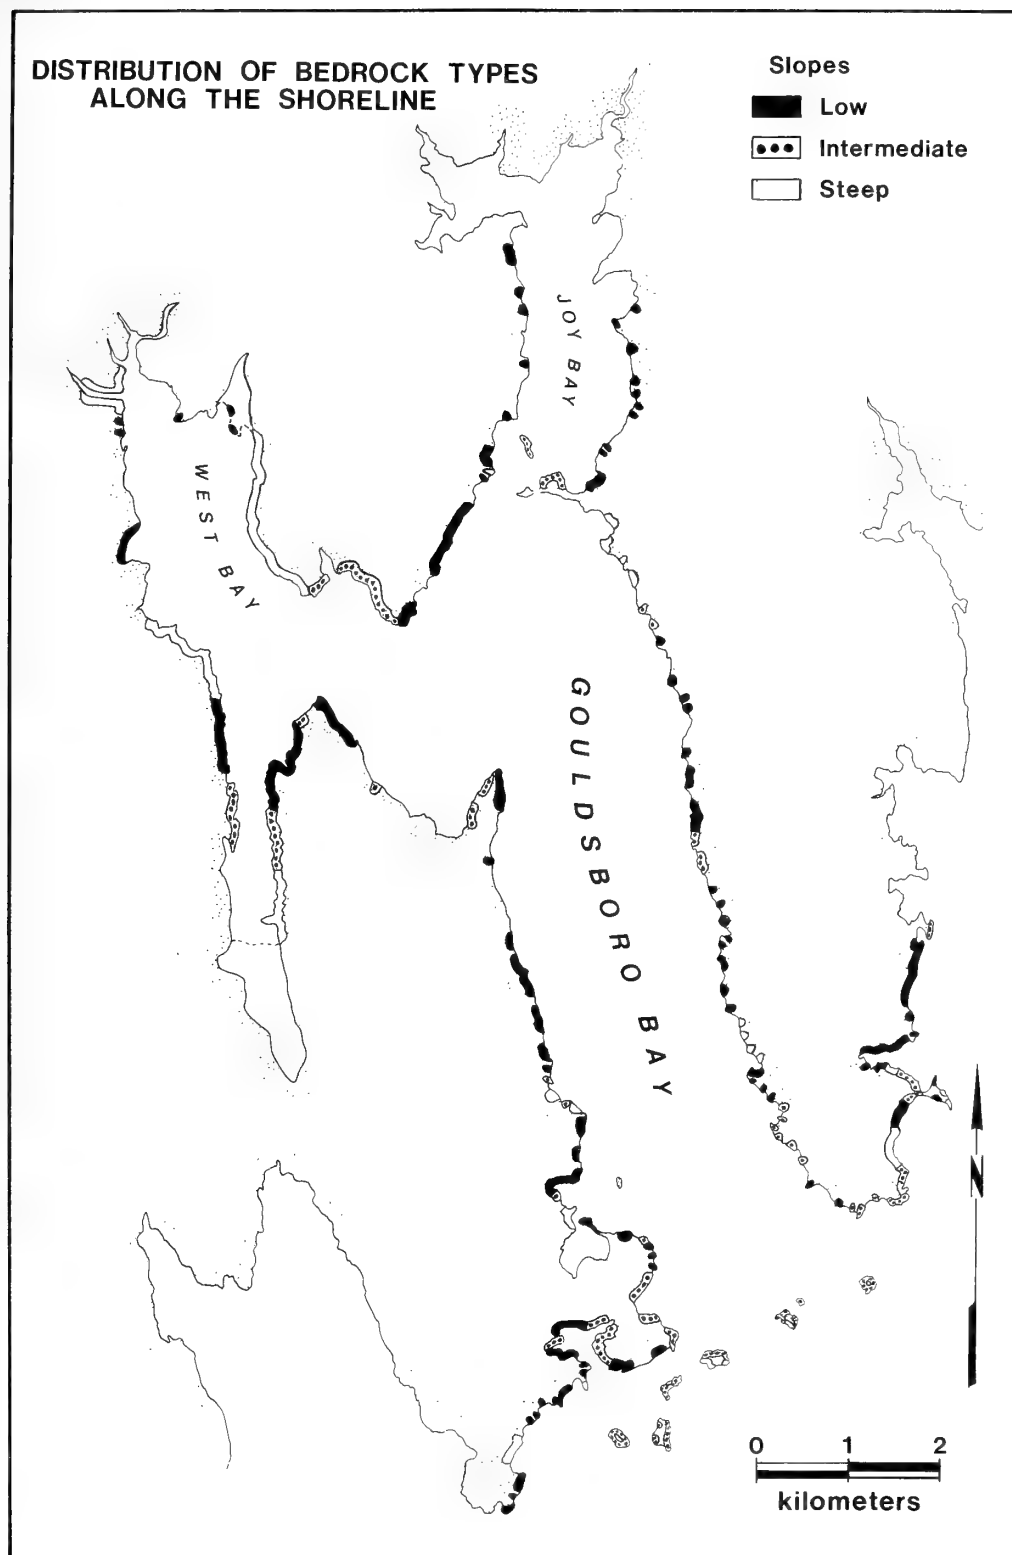 DISTRIBUTION OF BEDROCK TYPES
ALONG THE SHORELINE
Slopes
Low
Intermediate
Steep
JOY BAY
WEST BAY
GOULDSBORO BAY
N
0 1 2
kilometers